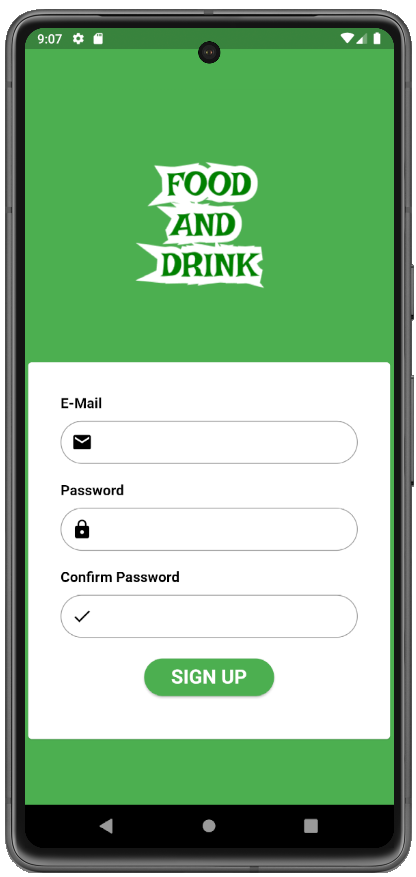 9:07
FOOD
AND
DRINK
E-Mail
Password
Confirm Password
SIGN UP